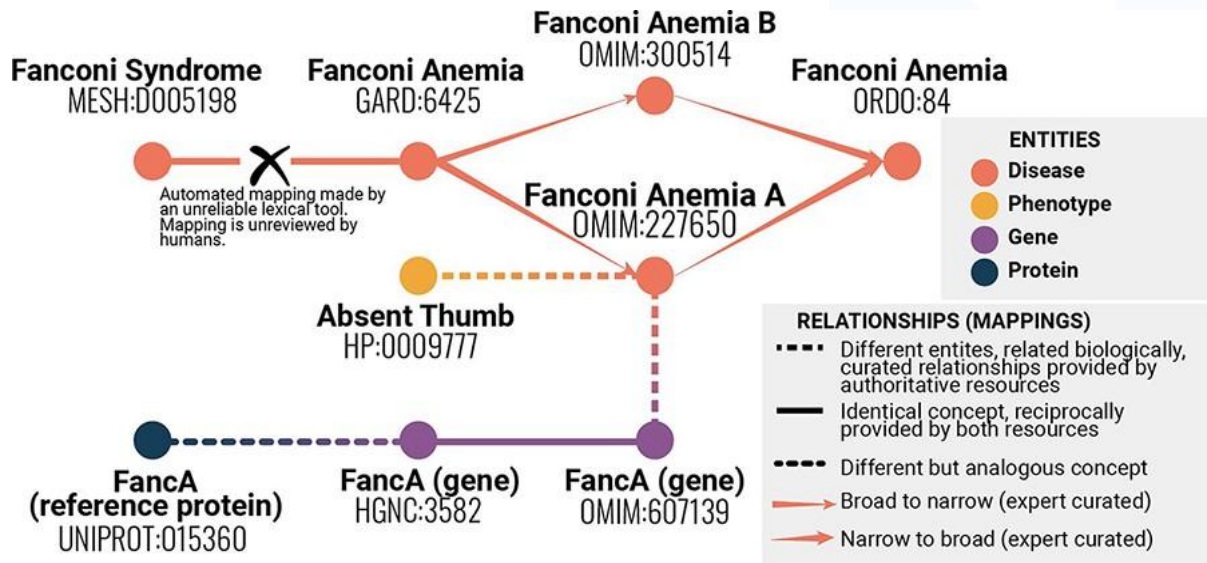 Fanconi Anemia B
OMIM:300514
Fanconi Syndrome
MESH:D005198
Fanconi Anemia
GARD:6425
Fanconi Anemia
ORDO:84
Automated mapping made by
an unreliable lexical tool.
Mapping is unreviewed by
humans.
Fanconi Anemia A
OMIM:227650
Absent Thumb
HP:0009777
FancA
(reference protein)
UNIPROT:015360
FancA (gene)
HGNC:3582
FancA (gene)
OMIM:607139
ENTITIES
Disease
Phenotype
Gene
Protein
RELATIONSHIPS (MAPPINGS)
Different entites, related biologically,
curated relationships provided by
authoritative resources
Identical concept, reciprocally
provided by both resources
Different but analogous concept
Broad to narrow (expert curated)
Narrow to broad (expert curated)